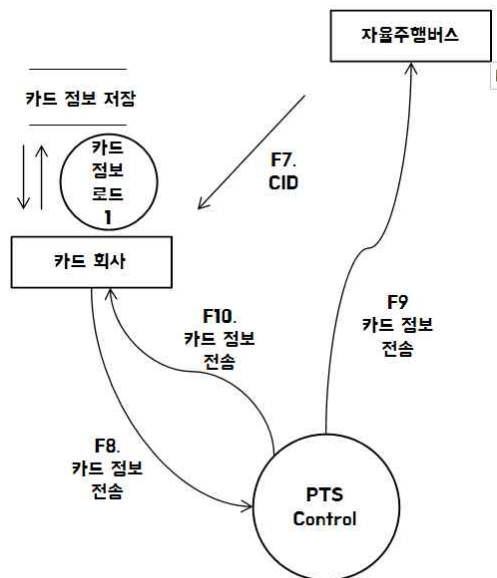 자율주행버스
카드 정보 저장
카드
정보
로드
1
F7.
CID
카드 회사
F10.
카드 정보
전송
F9
카드 정보
전송
F8.
카드 정보
전송
PTS
Control